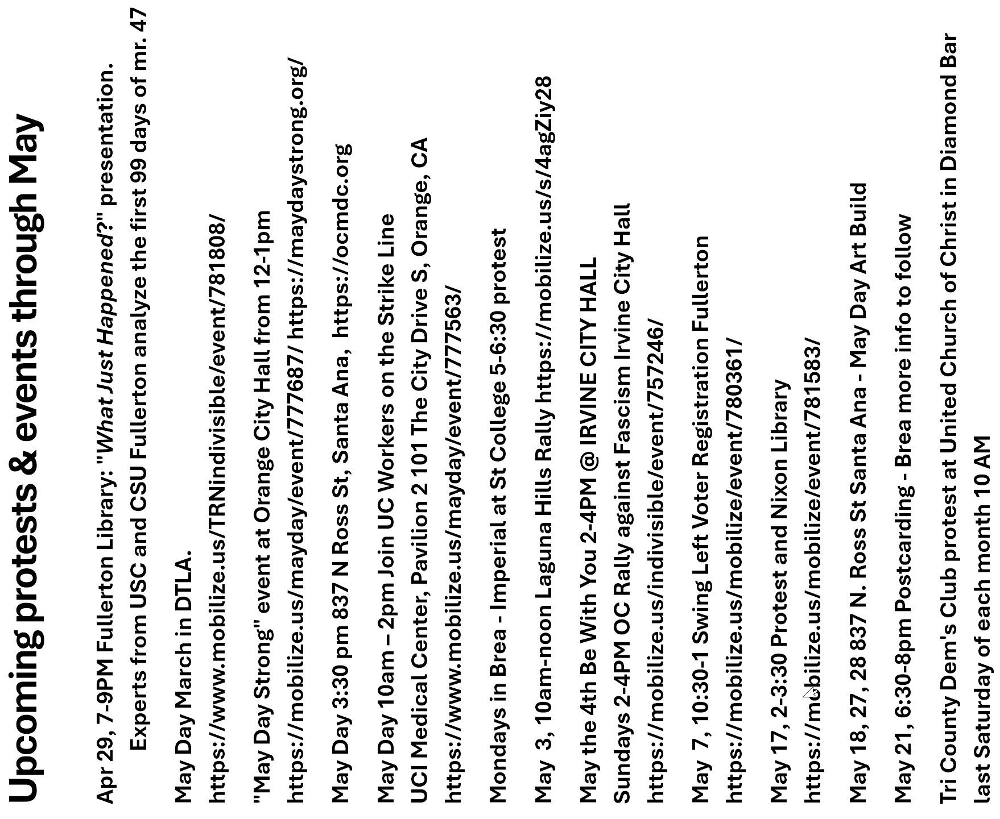 Upcoming protests & events through May
Apr 29, 7-9PM Fullerton Library: "What Just Happened?" presentation.
Experts from USC and CSU Fullerton analyze the first 99 days of mr. 47
May Day March in DTLA.
https://www.mobilize.us/TRNindivisible/event/781808/
"May Day Strong" event at Orange City Hall from 12-1pm
https://mobilize.us/mayday/event/777687/ https://maydaystrong.org/
May Day 3:30 pm 837 N Ross St, Santa Ana,  https://ocmdc.org
May Day 10am – 2pm Join UC Workers on the Strike Line
UCI Medical Center, Pavilion 2 101 The City Drive S, Orange, CA
https://www.mobilize.us/mayday/event/777563/
Mondays in Brea - Imperial at St College 5-6:30 protest
May  3, 10am-noon Laguna Hills Rally https://mobilize.us/s/4agZiy28
May the 4th Be With You 2-4PM @ IRVINE CITY HALL
Sundays 2-4PM OC Rally against Fascism Irvine City Hall
https://mobilize.us/indivisible/event/757246/
May  7, 10:30-1 Swing Left Voter Registration Fullerton
https://mobilize.us/mobilize/event/780361/
May 17, 2-3:30 Protest and Nixon Library
https://mobilize.us/mobilize/event/781583/
May 18, 27, 28 837 N. Ross St Santa Ana - May Day Art Build
May 21, 6:30-8pm Postcarding - Brea more info to follow
Tri County Dem's Club protest at United Church of Christ in Diamond Bar
last Saturday of each month 10 AM